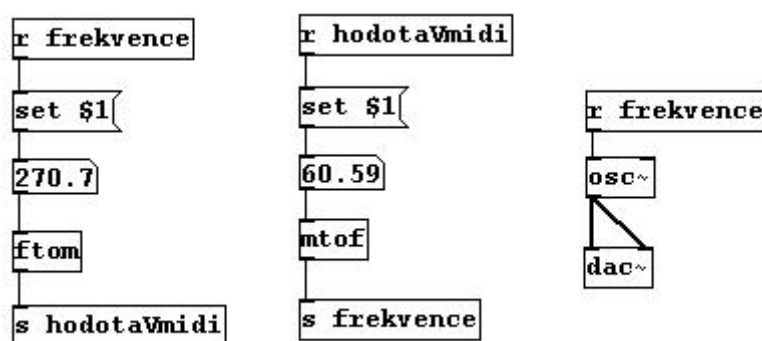 r frekvence
set $1
270.7
ftom
s hodotaVmidi
r hodotaVmidi
set $1
60.59
mtof
s frekvence
r frekvence
osc~
dac~